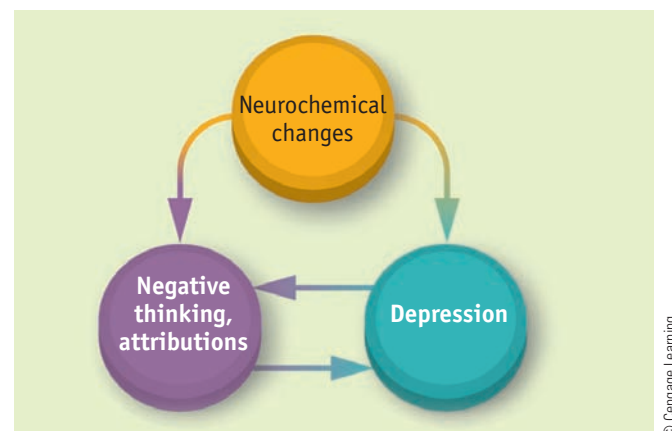 Neurochemical
changes
Negative
thinking,
attributions
Depression
© Cengage Learning